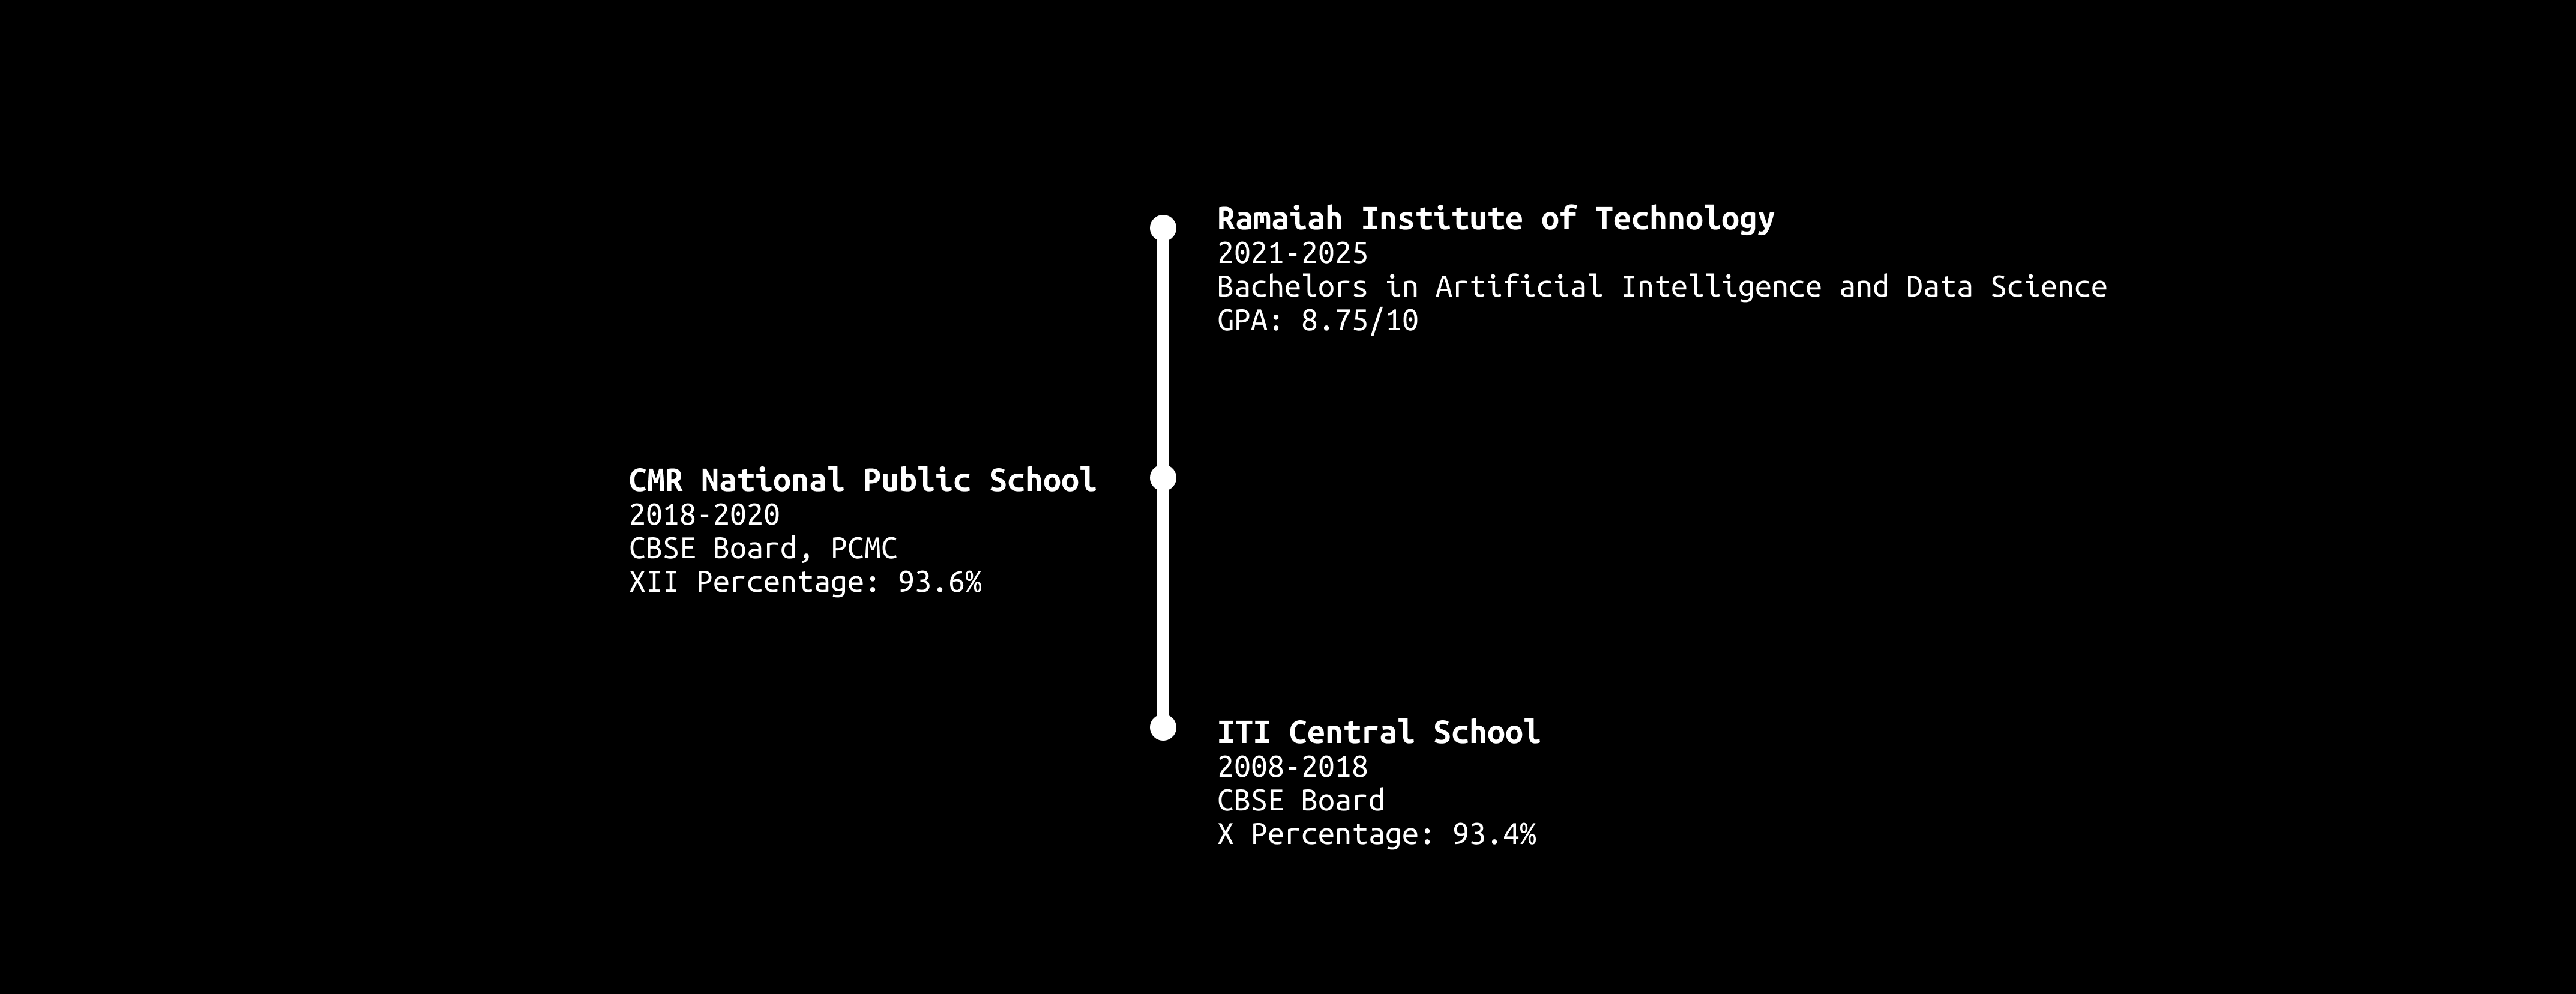 Ramaiah Institute of Technology
2021-2025
Bachelors in Artificial Intelligence and Data Science
GPA: 8.75/10
CMR National Public School
2018-2020
CBSE Board, PCMC
XII Percentage: 93.6%
ITI Central School
2008-2018
CBSE Board
X Percentage: 93.4%